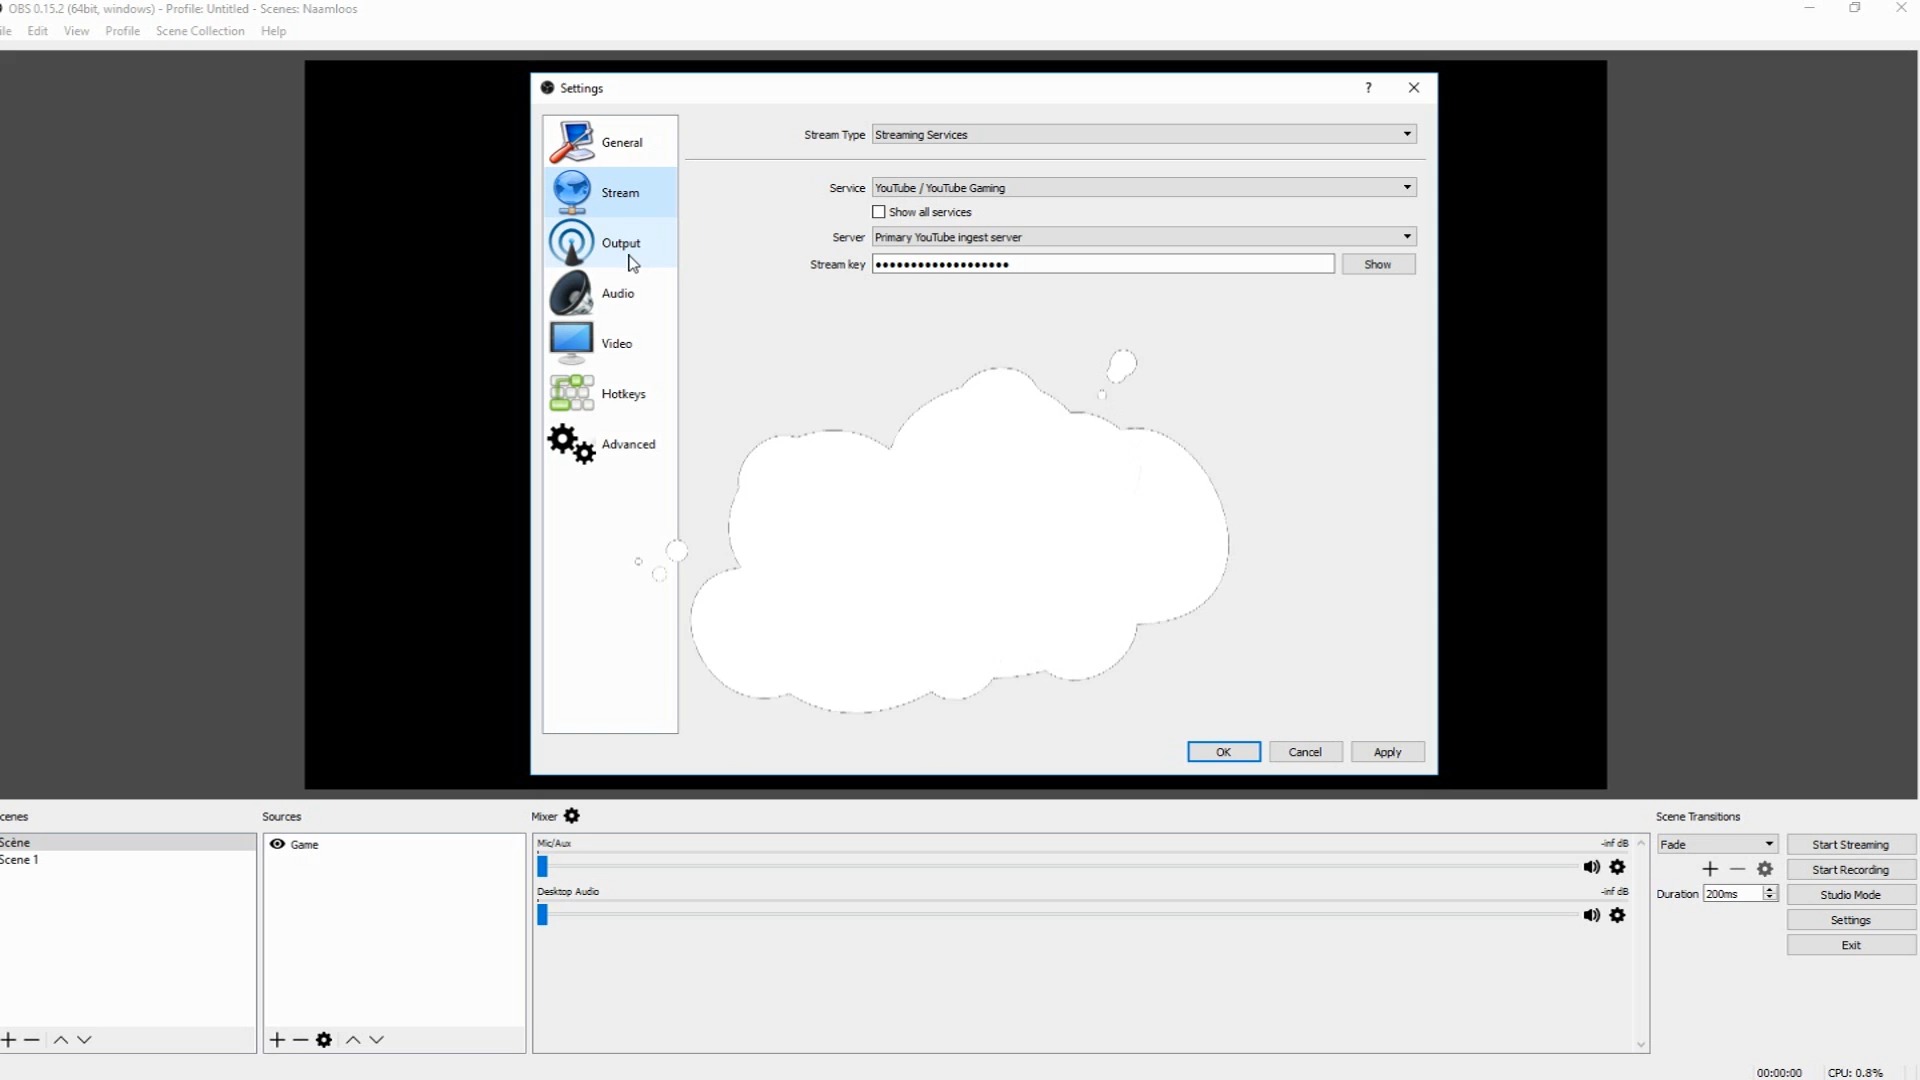 OBS 0.15.2 (64bit, windows) - Profile: Untitled - Scenes: Naamloos
ile Edit View Profile Scene Collection Help
Settings
?
General
Stream
Output
Audio
Video
Hotkeys
Advanced
Stream Type Streaming Services
Service YouTube / YouTube Gaming
Show all services
Server Primary YouTube ingest server
Stream key ●●●●●●●●●●●●●●●●●●● Show
OK Cancel Apply
cenes
Scène
Scene 1
Sources
Game
Mixer
Mic/Aux -inf dB
Desktop Audio -inf dB
Scene Transitions
Fade
Duration 200ms
Start Streaming
Start Recording
Studio Mode
Settings
Exit
00:00:00 CPU: 0.8%